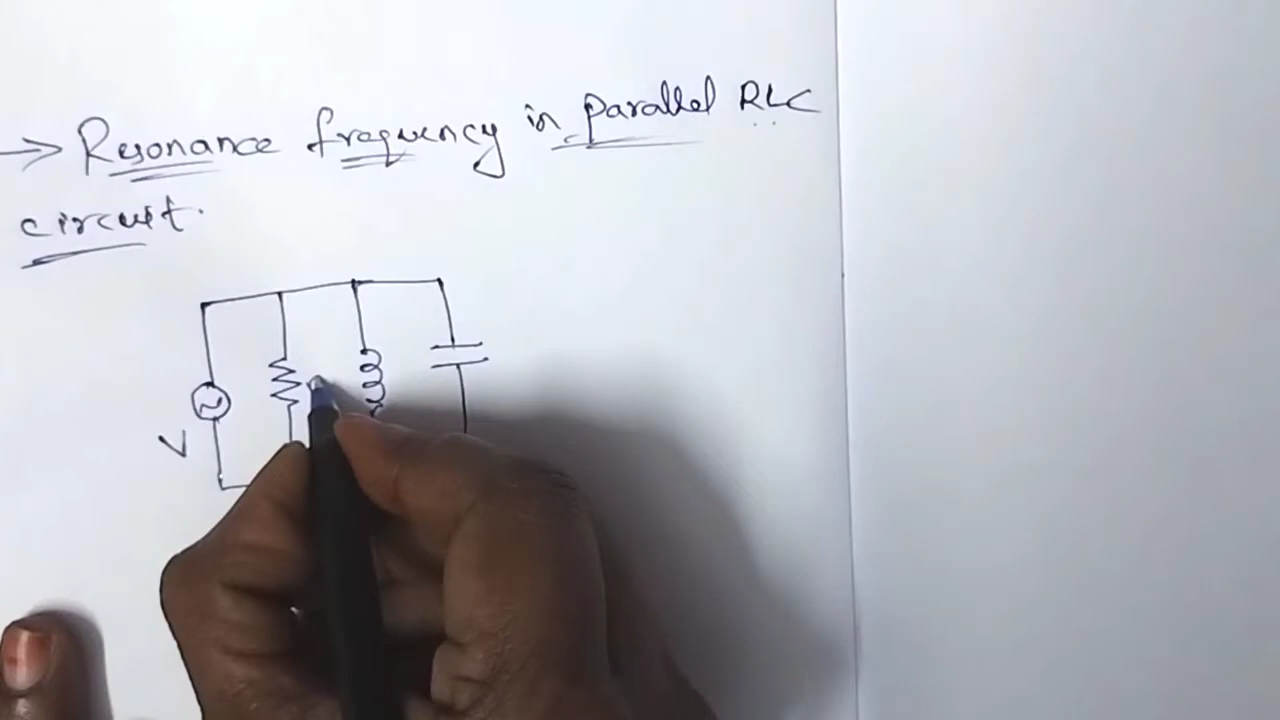 → Resonance frequency in parallel RLC
circuit.
V